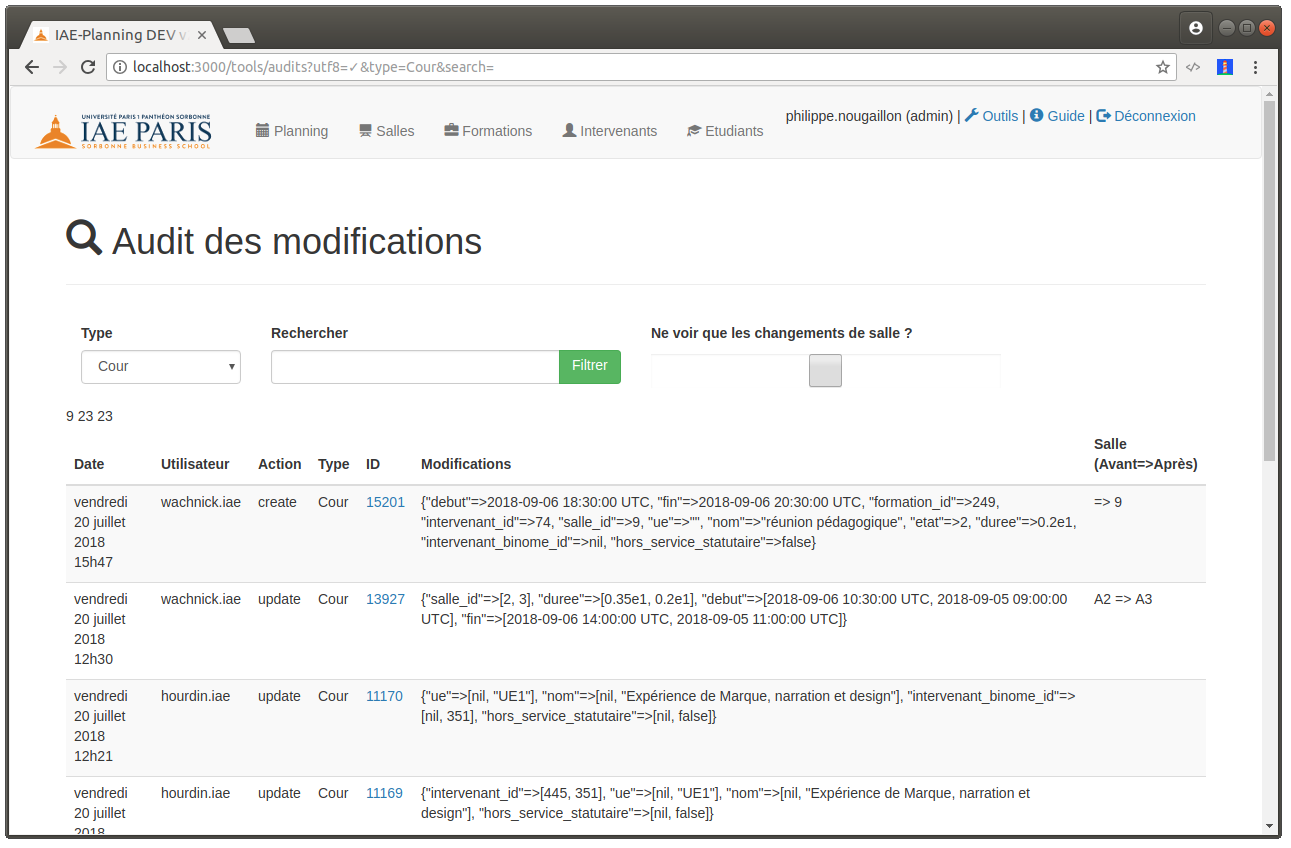 IAE-Planning DEV v
localhost:3000/tools/audits?utf8=✓&type=Cour&search=
UNIVERSITÉ PARIS 1 PANTHÉON SORBONNE
IAE PARIS
SORBONNE BUSINESS SCHOOL
Planning Salles Formations Intervenants Etudiants
philippe.nougaillon (admin) | Outils | Guide | Déconnexion
Audit des modifications
Type Rechercher Ne voir que les changements de salle ?
Cour Filtrer
9 23 23
Date Utilisateur Action Type ID Modifications Salle (Avant=>Après)
vendredi wachnick.iae create Cour 15201 {"debut"=>2018-09-06 18:30:00 UTC, "fin"=>2018-09-06 20:30:00 UTC, "formation_id"=>249, => 9
20 juillet "intervenant_id"=>74, "salle_id"=>9, "ue"=>"", "nom"=>"réunion pédagogique", "etat"=>2, "duree"=>0.2e1,
2018 "intervenant_binome_id"=>nil, "hors_service_statutaire"=>false}
15h47
vendredi wachnick.iae update Cour 13927 {"salle_id"=>[2, 3], "duree"=>[0.35e1, 0.2e1], "debut"=>[2018-09-06 10:30:00 UTC, 2018-09-05 09:00:00 A2 => A3
20 juillet UTC], "fin"=>[2018-09-06 14:00:00 UTC, 2018-09-05 11:00:00 UTC]}
2018
12h30
vendredi hourdin.iae update Cour 11170 {"ue"=>[nil, "UE1"], "nom"=>[nil, "Expérience de Marque, narration et design"], "intervenant_binome_id"=>
20 juillet [nil, 351], "hors_service_statutaire"=>[nil, false]}
2018
12h21
vendredi hourdin.iae update Cour 11169 {"intervenant_id"=>[445, 351], "ue"=>[nil, "UE1"], "nom"=>[nil, "Expérience de Marque, narration et
20 juillet design"], "hors_service_statutaire"=>[nil, false]}
2018